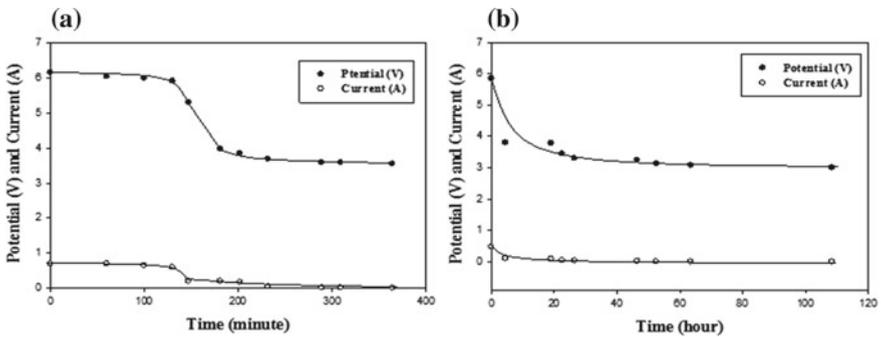 (a)
7
6
5
4
3
2
1
0
Potential (V) and Current (A)
Ptential (V)
Current (A)
0 100 200 300 400
Time (minute)
(b)
7
6
5
4
3
2
1
0
Potential (V) and Current (A)
Potential (V)
Current (A)
0 20 40 60 80 100 120
Time (hour)